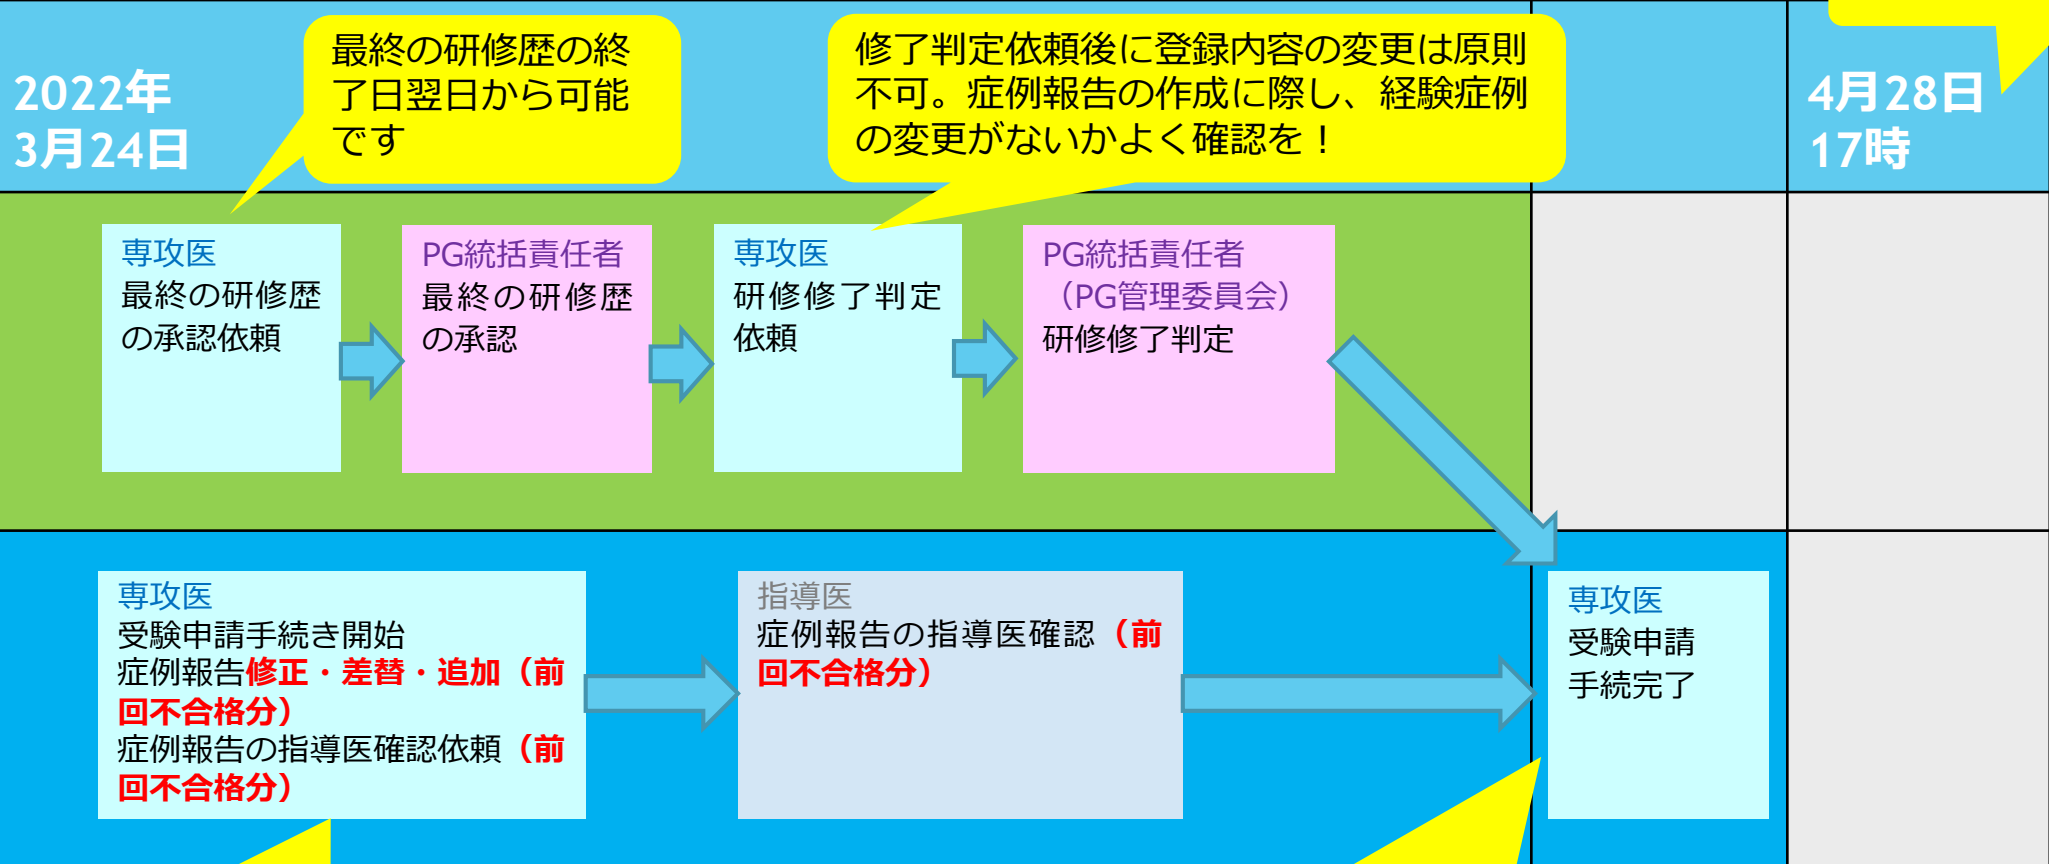 2022年
3月24日
最終の研修歴の終
了日翌日から可能
です
修了判定依頼後に登録内容の変更は原則
不可。症例報告の作成に際し、経験症例
の変更がないかよく確認を！
4月28日
17時
専攻医
最終の研修歴
の承認依頼
PG統括責任者
最終の研修歴
の承認
専攻医
研修修了判定
依頼
PG統括責任者
（PG管理委員会）
研修修了判定
専攻医
受験申請手続き開始
症例報告修正・差替・追加（前
回不合格分）
症例報告の指導医確認依頼（前
回不合格分）
指導医
症例報告の指導医確認（前
回不合格分）
専攻医
受験申請
手続完了